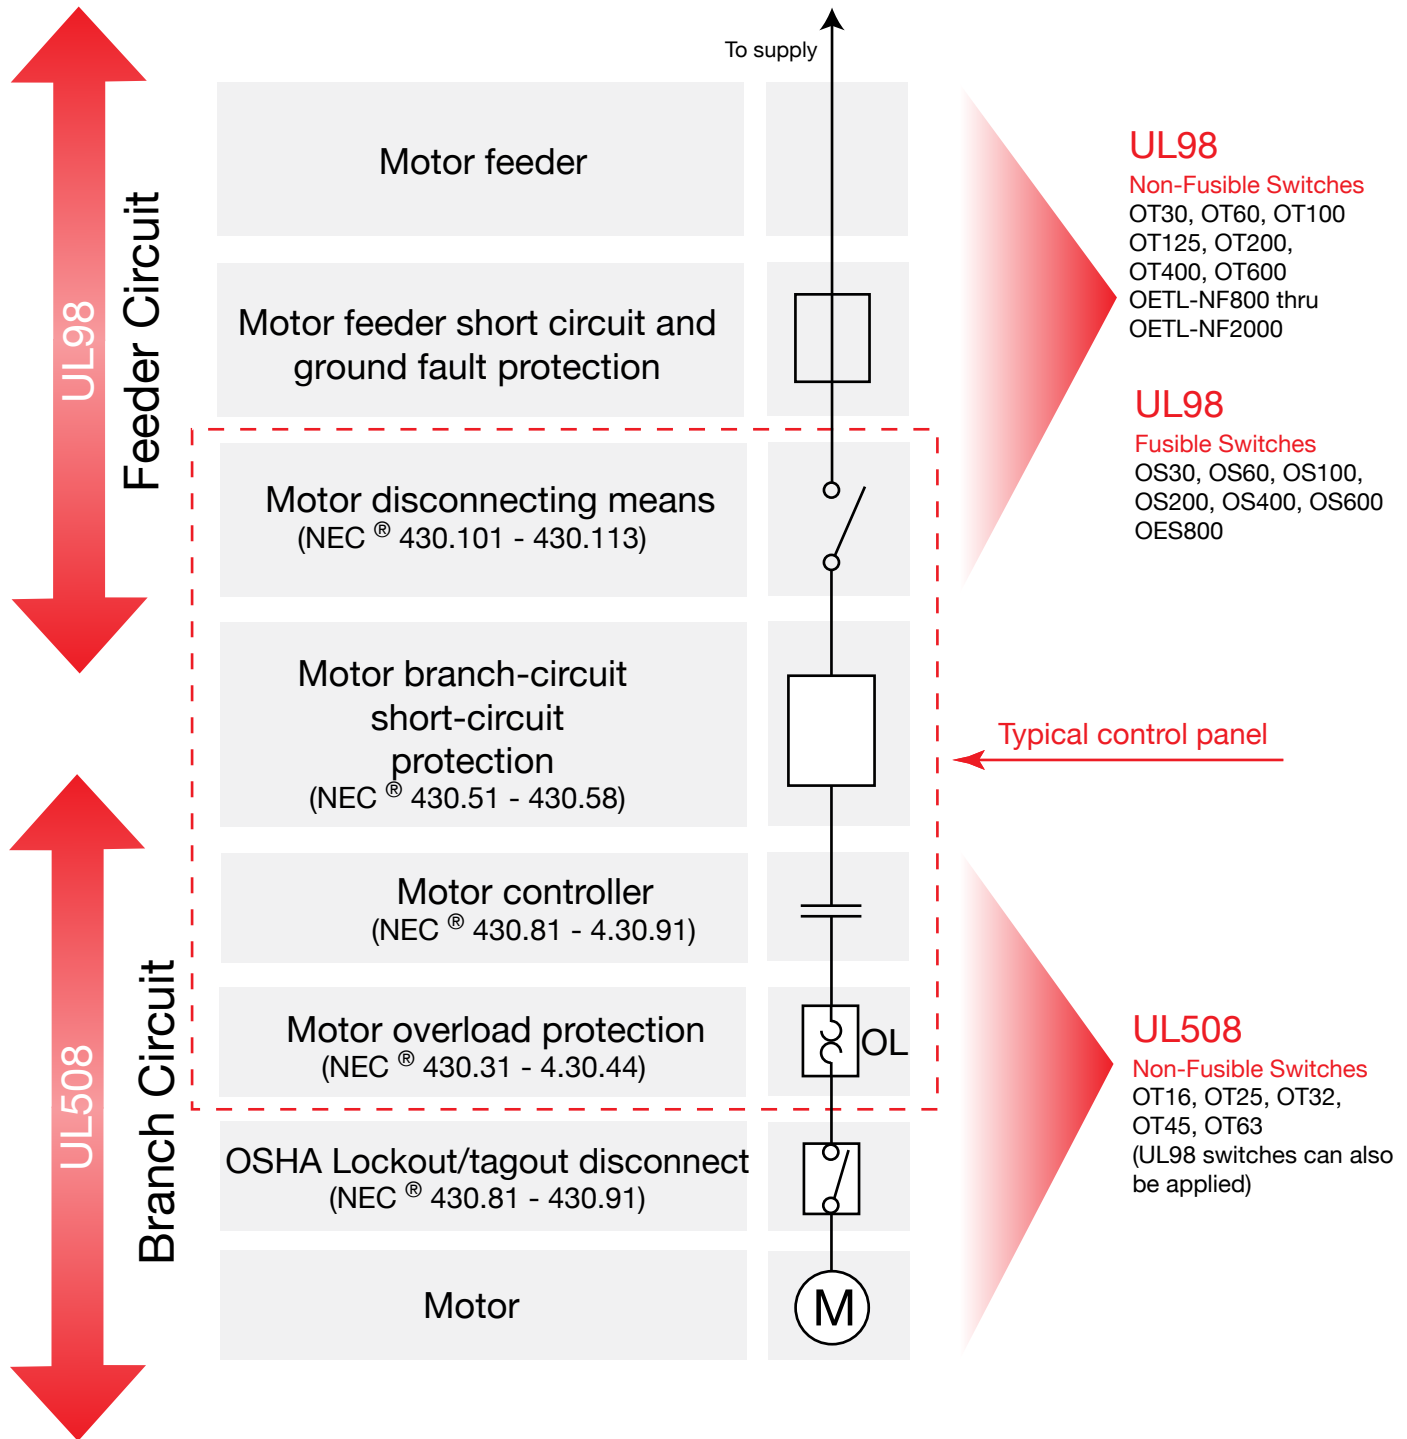 To supply
Motor feeder
Motor feeder short circuit and
ground fault protection
Motor disconnecting means
(NEC ® 430.101 - 430.113)
Motor branch-circuit
short-circuit
protection
(NEC ® 430.51 - 430.58)
Motor controller
(NEC ® 430.81 - 4.30.91)
Motor overload protection
(NEC ® 430.31 - 4.30.44)
OL
OSHA Lockout/tagout disconnect
(NEC ® 430.81 - 430.91)
Motor
M
UL98
Feeder Circuit
UL508
Branch Circuit
UL98
Non-Fusible Switches
OT30, OT60, OT100
OT125, OT200,
OT400, OT600
OETL-NF800 thru
OETL-NF2000
UL98
Fusible Switches
OS30, OS60, OS100,
OS200, OS400, OS600
OES800
Typical control panel
UL508
Non-Fusible Switches
OT16, OT25, OT32,
OT45, OT63
(UL98 switches can also
be applied)